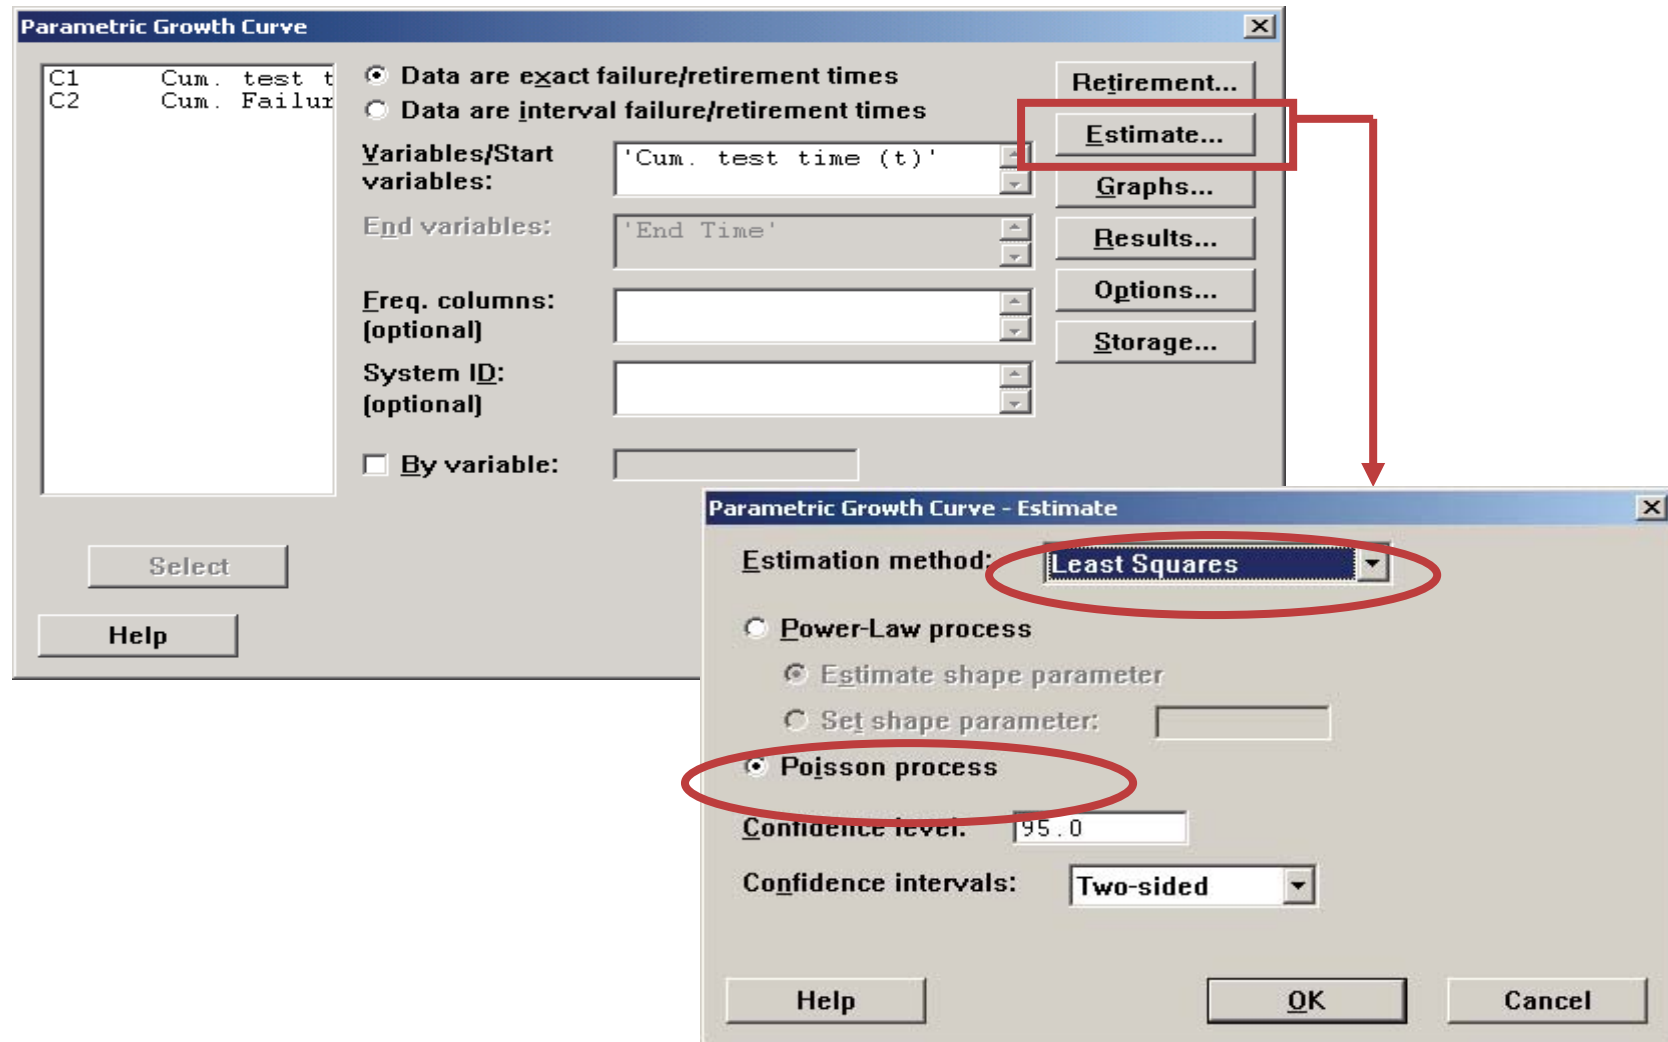 Parametric Growth Curve
C1 Cum. test t
C2 Cum. Failur
Data are exact failure/retirement times
Data are interval failure/retirement times
Variables/Start variables:
'Cum. test time (t)'
End variables:
'End Time'
Freq. columns:
(optional)
System ID:
(optional)
By variable:
Retirement...
Estimate...
Graphs...
Results...
Options...
Storage...
Select
Help
Parametric Growth Curve - Estimate
Estimation method: Least Squares
Power-Law process
Estimate shape parameter
Set shape parameter:
Poisson process
Confidence level: 95.0
Confidence intervals: Two-sided
Help
OK
Cancel